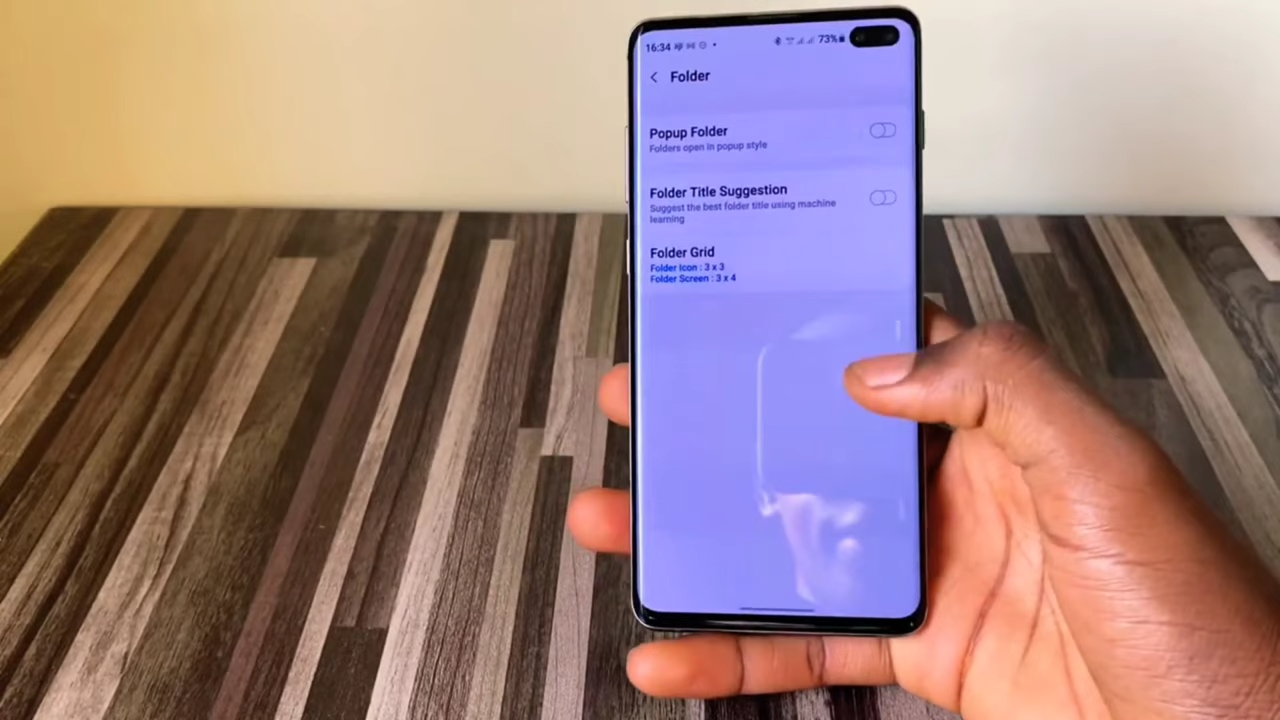 16:34
73%
Folder
Popup Folder
Folders open in popup style
Folder Title Suggestion
Suggest the best folder title using machine
learning
Folder Grid
Folder Icon : 3 x 3
Folder Screen : 3 x 4